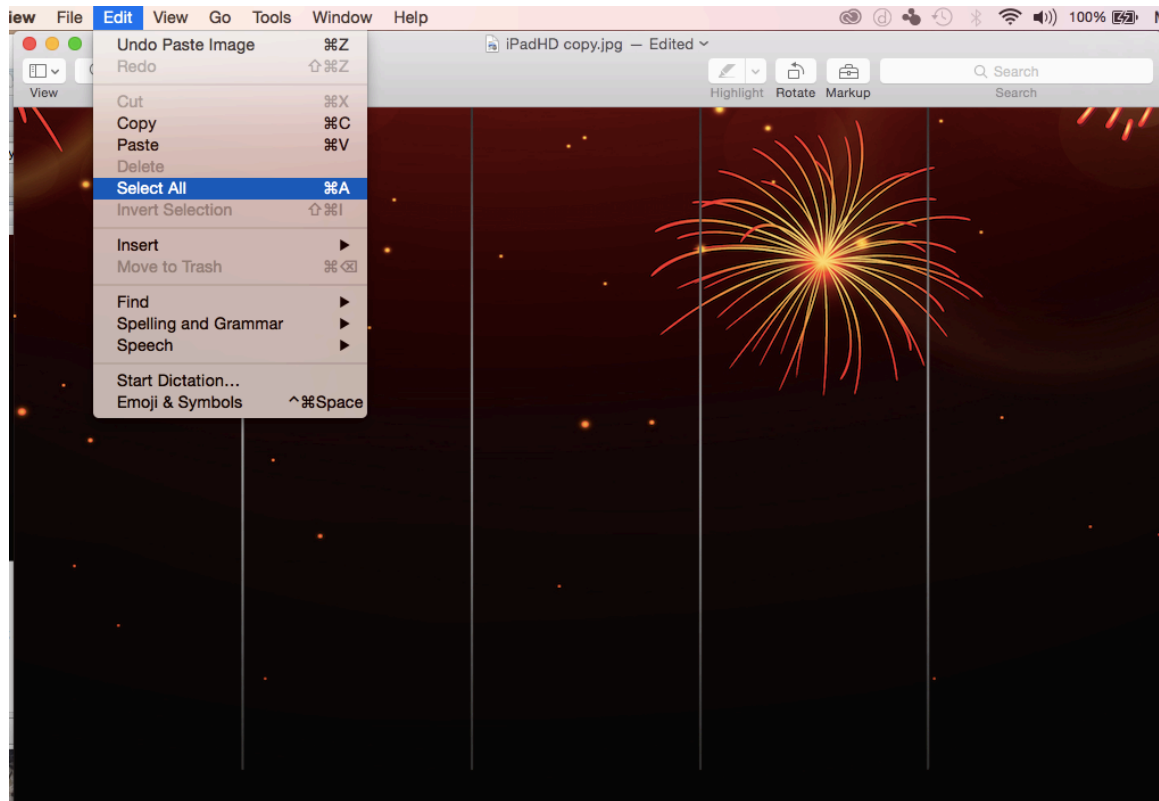 iew File Edit View Go Tools Window Help 100%
iPadHD copy.jpg — Edited
Search
View Highlight Rotate Markup Search
Undo Paste Image ⌘Z
Redo ⇧⌘Z
Cut ⌘X
Copy ⌘C
Paste ⌘V
Delete
Select All ⌘A
Invert Selection ⇧⌘I
Insert ▶
Move to Trash ⌘⌫
Find ▶
Spelling and Grammar ▶
Speech ▶
Start Dictation...
Emoji & Symbols ^⌘Space